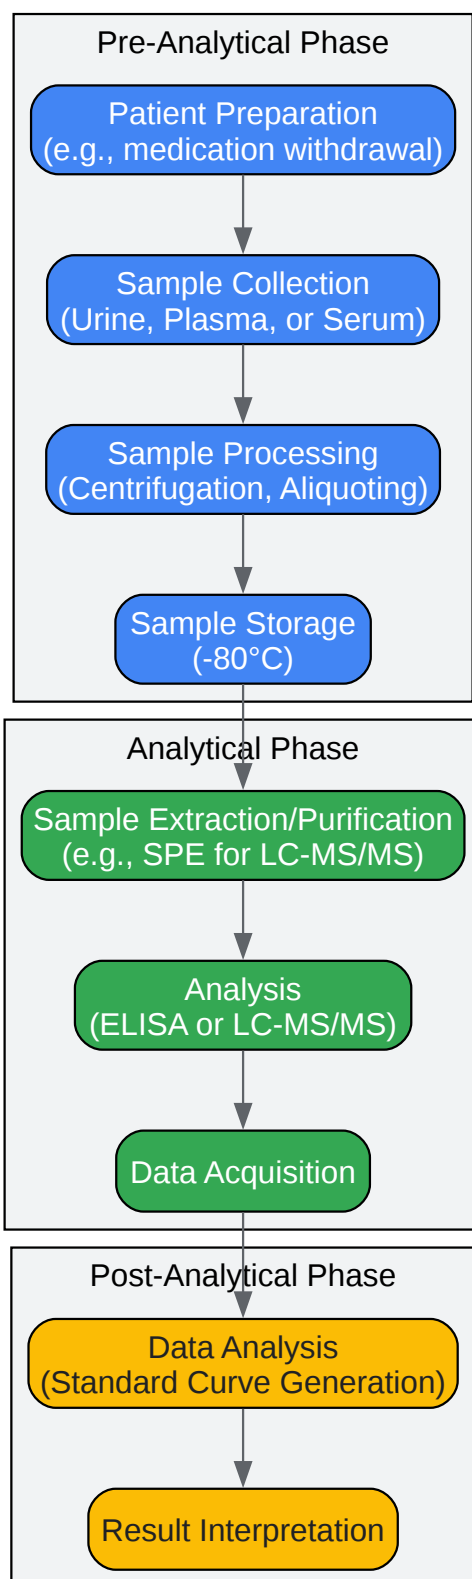 Pre-Analytical Phase
Patient Preparation
(e.g., medication withdrawal)
Sample Collection
(Urine, Plasma, or Serum)
Sample Processing
(Centrifugation, Aliquoting)
Sample Storage
(-80°C)
Analytical Phase
Sample Extraction/Purification
(e.g., SPE for LC-MS/MS)
Analysis
(ELISA or LC-MS/MS)
Data Acquisition
Post-Analytical Phase
Data Analysis
(Standard Curve Generation)
Result Interpretation